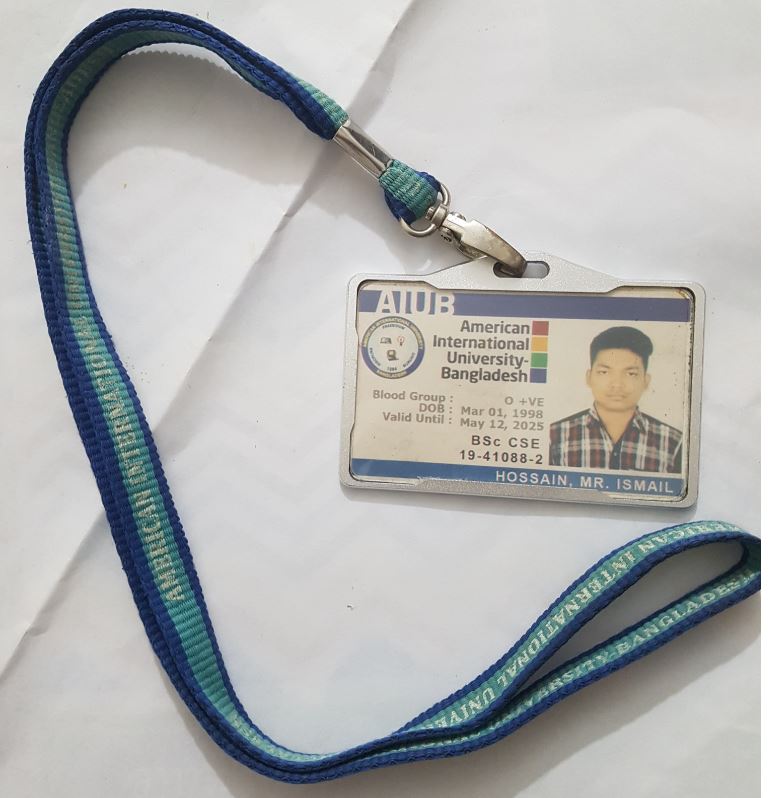 AIUB
American
International
University-
Bangladesh
Blood Group : O +VE
DOB : Mar 01, 1998
Valid Until : May 12, 2025
BSc CSE
19-41088-2
HOSSAIN, MR. ISMAIL
AMERICAN INTERNATIONAL
AMERICAN INTERNATIONAL UNIVERSITY-BANGLADESH